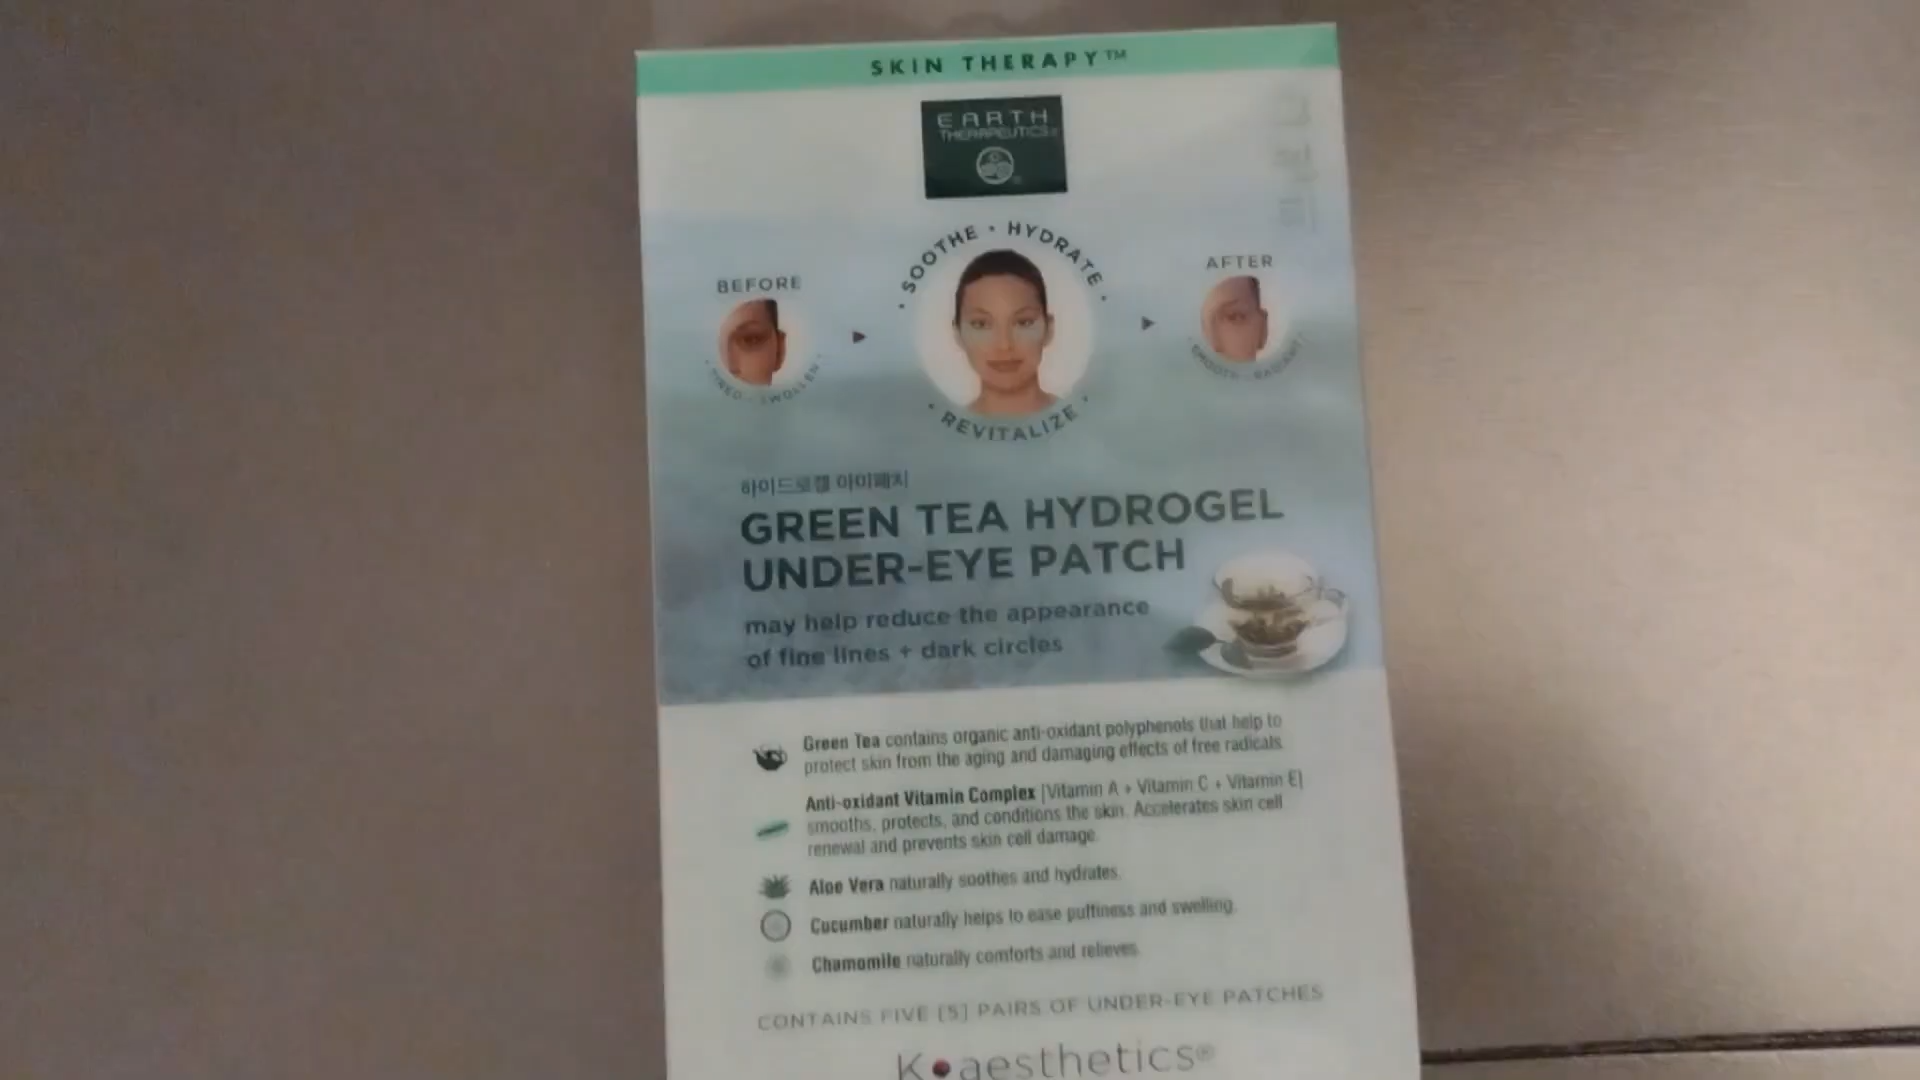 SKIN THERAPY™
EARTH
THERAPEUTICS®
• SOOTHE • HYDRATE •
• REVITALIZE •
BEFORE
• TIRED • SWOLLEN •
AFTER
• SMOOTH • RADIANT •
하이드로겔 아이패치
GREEN TEA HYDROGEL
UNDER-EYE PATCH
may help reduce the appearance
of fine lines + dark circles
Green Tea contains organic anti-oxidant polyphenols that help to
protect skin from the aging and damaging effects of free radicals.
Anti-oxidant Vitamin Complex [Vitamin A + Vitamin C + Vitamin E]
smooths, protects, and conditions the skin. Accelerates skin cell
renewal and prevents skin cell damage.
Aloe Vera naturally soothes and hydrates.
Cucumber naturally helps to ease puffiness and swelling.
Chamomile naturally comforts and relieves.
CONTAINS FIVE [5] PAIRS OF UNDER-EYE PATCHES
K•aesthetics®